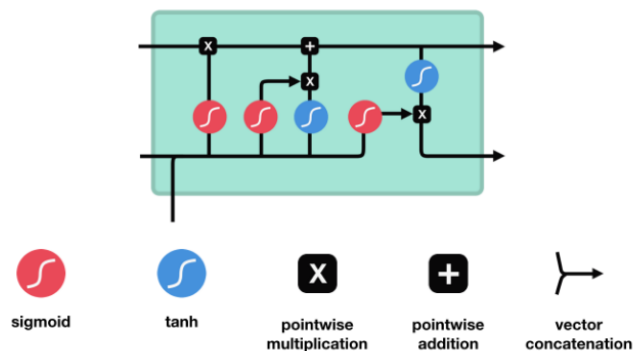 X
+
X
X
X
+
sigmoid
tanh
pointwise
multiplication
pointwise
addition
vector
concatenation